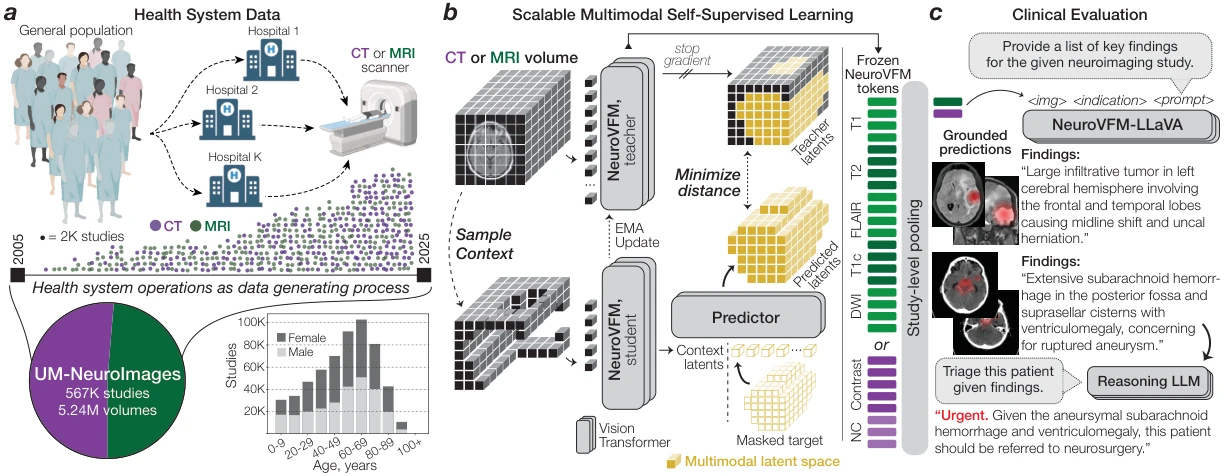 a
Health System Data
General population
Hospital 1
Hospital 2
Hospital K
CT or MRI
scanner
CT
MRI
= 2K studies
2005
2025
Health system operations as data generating process
UM-NeuroImages
567K studies
5.24M volumes
Studies
100K
80K
60K
40K
20K
Female
Male
0-9
20-29
40-49
60-69
80-89
100+
Age, years
b
Scalable Multimodal Self-Supervised Learning
CT or MRI volume
Sample
Context
NeuroVFM,
teacher
EMA
Update
NeuroVFM,
student
Vision
Transformer
stop
gradient
Teacher
latents
Minimize
distance
Predicted
latents
Predictor
Context
latents
Masked target
Multimodal latent space
Frozen
NeuroVFM
tokens
T1
T2
FLAIR
T1c
DWI
or
Contrast
NC
Study-level pooling
c
Clinical Evaluation
Provide a list of key findings
for the given neuroimaging study.
<img> <indication> <prompt>
NeuroVFM-LLaVA
Grounded
predictions
Findings:
“Large infiltrative tumor in left
cerebral hemisphere involving
the frontal and temporal lobes
causing midline shift and uncal
herniation.”
Findings:
“Extensive subarachnoid hemorr-
hage in the posterior fossa and
suprasellar cisterns with
ventriculomegaly, concerning
for ruptured aneurysm.”
Triage this patient
given findings.
Reasoning LLM
“Urgent. Given the aneursymal subarachnoid
hemorrhage and ventriculomegaly, this patient
should be referred to neurosurgery.”